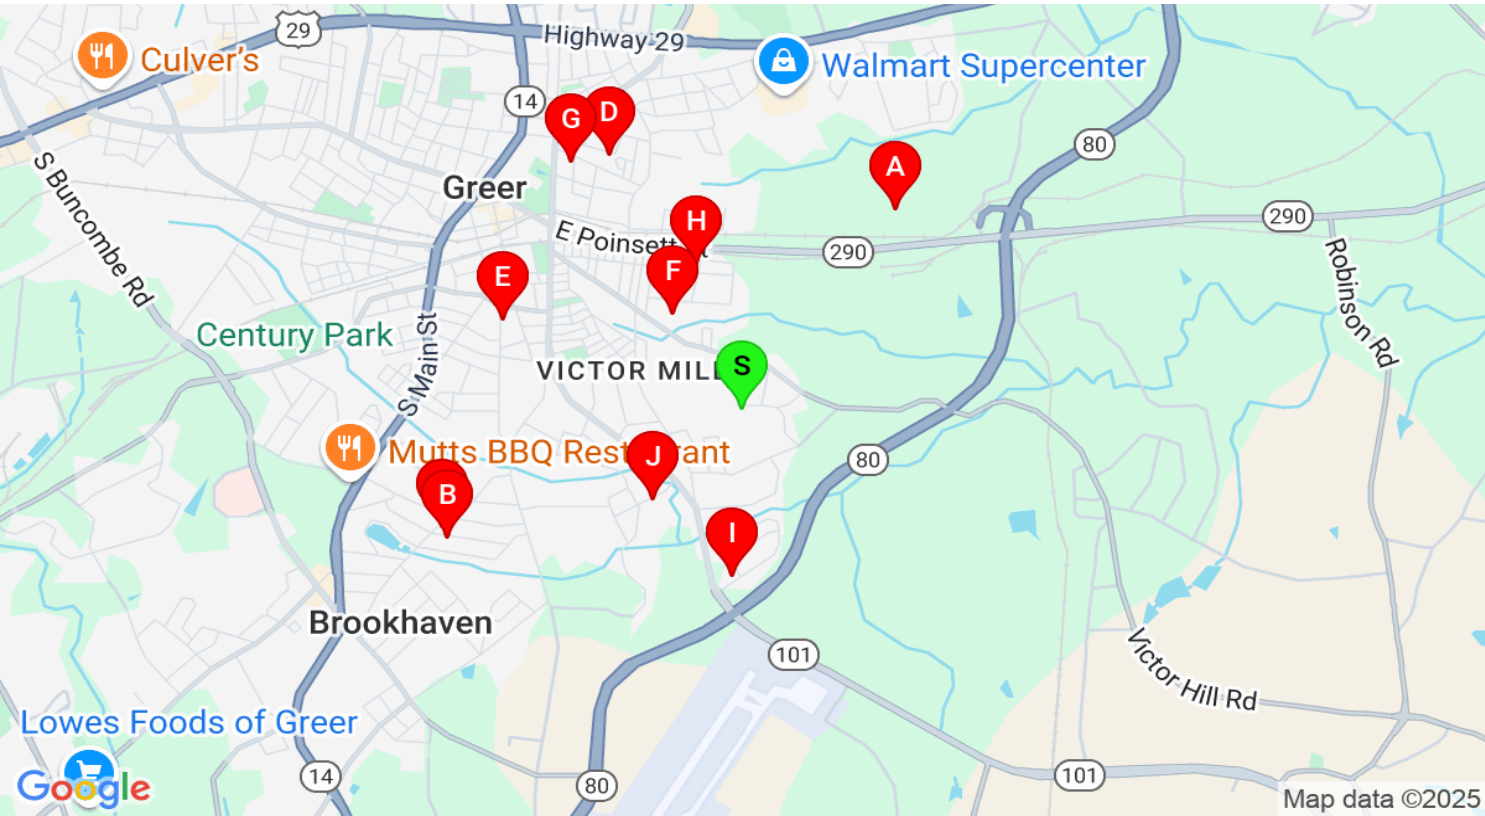 29
Highway 29
Culver's
Walmart Supercenter
14
G
D
80
S Buncombe Rd
A
Greer
H
290
E Poinsett
290
F
E
Robinson Rd
Century Park
S Main St
VICTOR MILL
S
Mutts BBQ Rest
rant
J
80
B
I
Brookhaven
101
Victor Hill Rd
Lowes Foods of Greer
14
80
101
Google
Map data ©2025